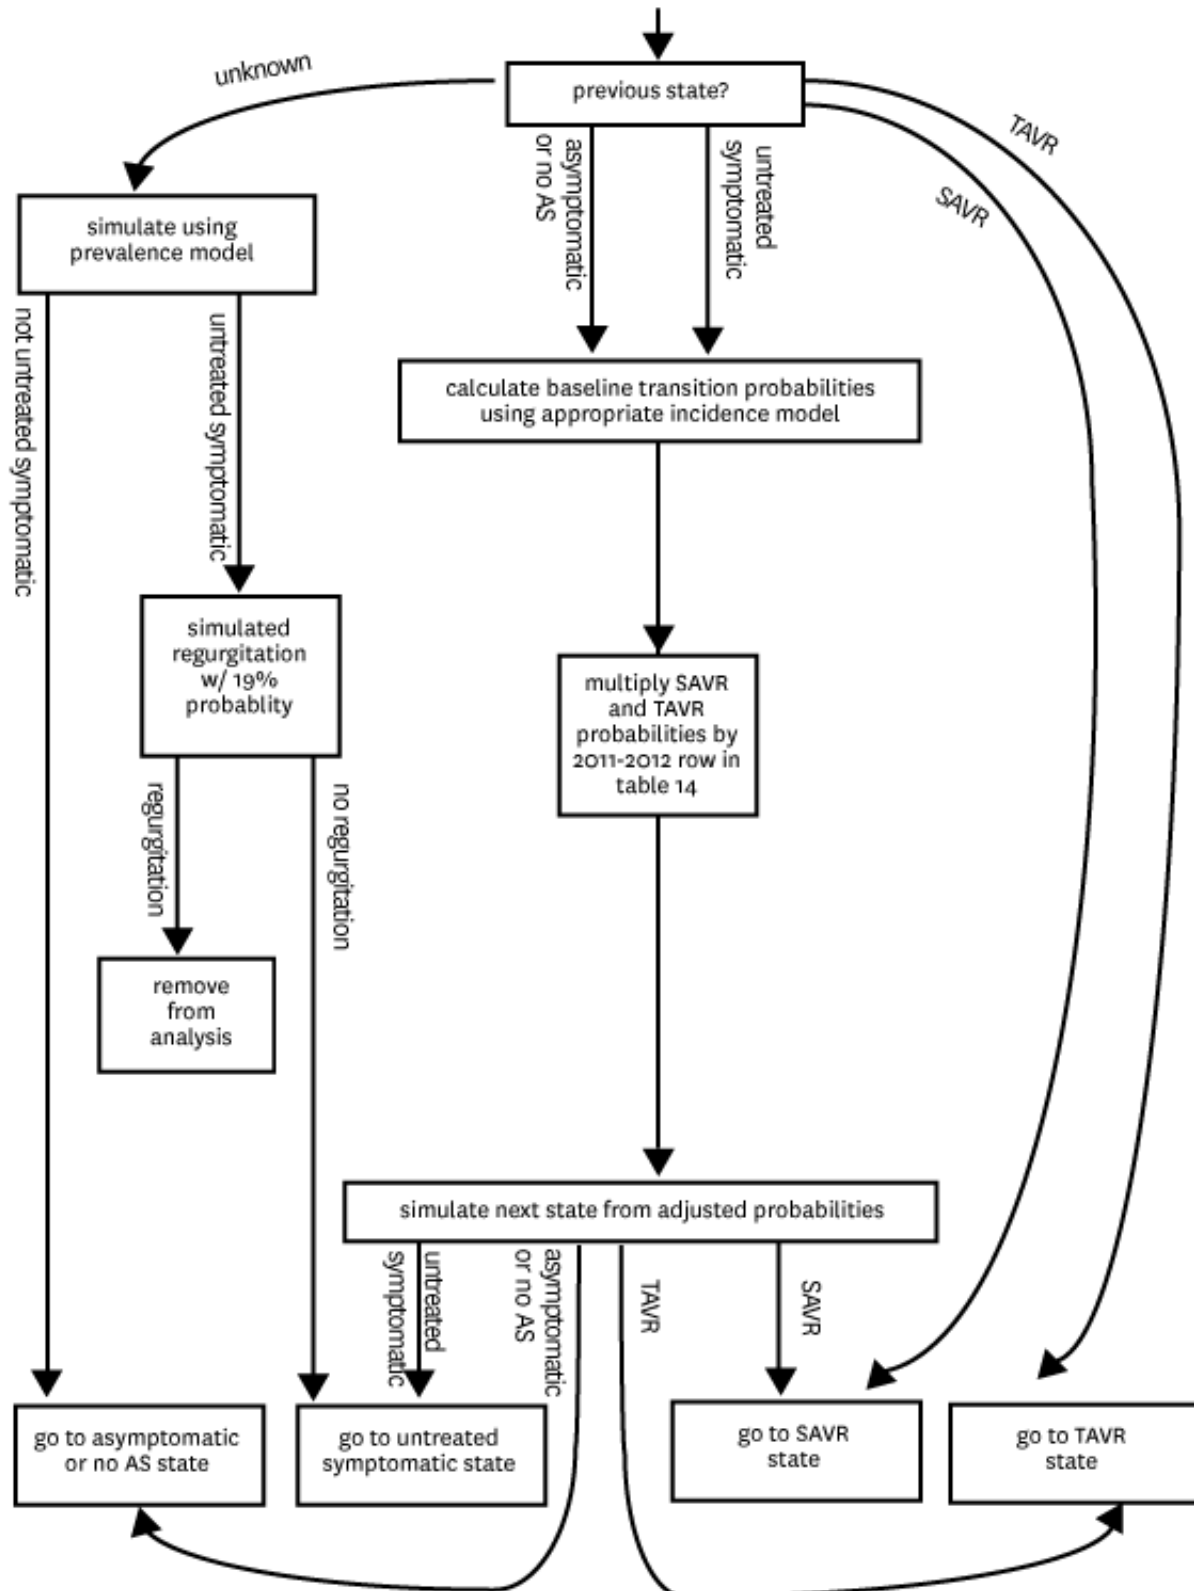 unknown
previous state?
TAVR
SAVR
asymptomatic
or no AS
untreated
symptomatic
simulate using
prevalence model
not untreated symptomatic
untreated symptomatic
calculate baseline transition probabilities
using appropriate incidence model
simulated
regurgitation
w/ 19%
probablity
multiply SAVR
and TAVR
probabilities by
2011-2012 row in
table 14
regurgitation
no regurgitation
remove
from
analysis
simulate next state from adjusted probabilities
untreated
symptomatic
asymptomatic
or no AS
TAVR
SAVR
go to asymptomatic
or no AS state
go to untreated
symptomatic state
go to SAVR
state
go to TAVR
state